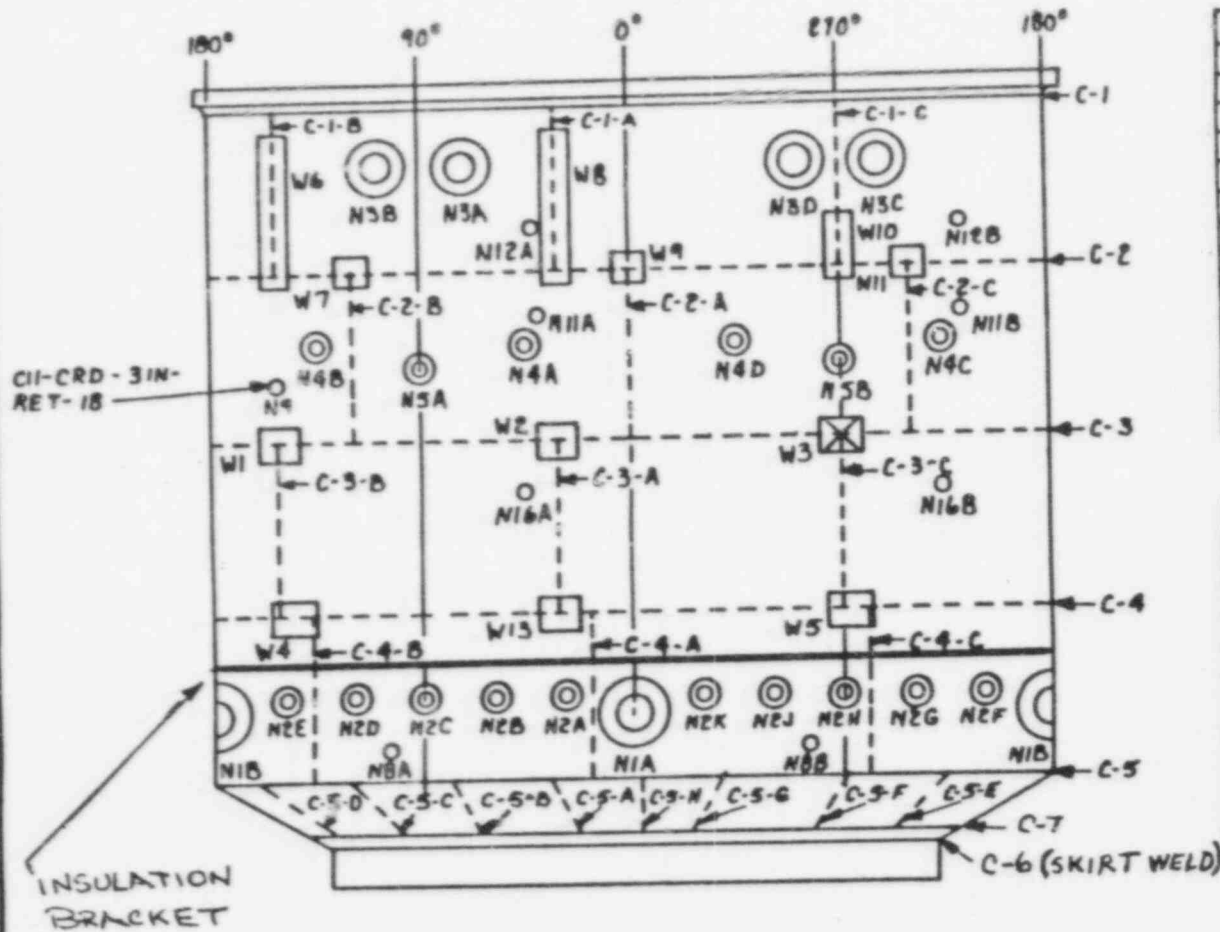 180° 90° 0° 270° 180°
C-1
C-1-B C-1-A C-1-C
W6 W8
N3B N3A N3D N3C
W10
N12A W9 N12B
C-2
W7 W11
C-2-B C-2-A C-2-C
N11A N11B
N4B N4A N4D N4C
C11-CRD-3IN-
RET-18
N9 N5A N5B
W2
C-3
W1 W3
C-3-B C-3-A C-3-C
N16A N16B
C-4
W4 W13 W5
C-4-B C-4-A C-4-C
N2E N2D N2C N2B N2A N2K N2J N2H N2G N2F
N1B N8A N1A N8B N1B
C-5
C-5-D C-5-C C-5-B C-5-A C-5-H C-5-G C-5-F C-5-E
C-7
C-6 (SKIRT WELD)
INSULATION
BRACKET